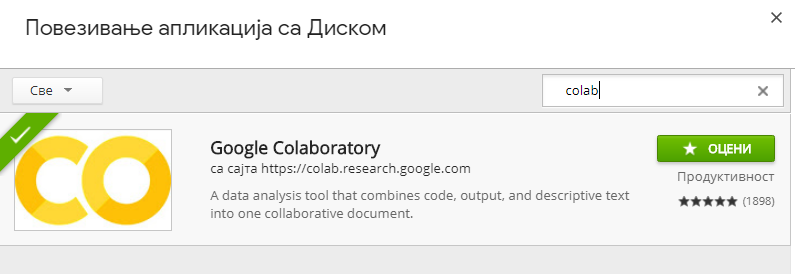 Повезивање апликација са Диском
Све
colab
Google Colaboratory
са сајта https://colab.research.google.com
A data analysis tool that combines code, output, and descriptive text
into one collaborative document.
ОЦЕНИ
Продуктивност
(1898)